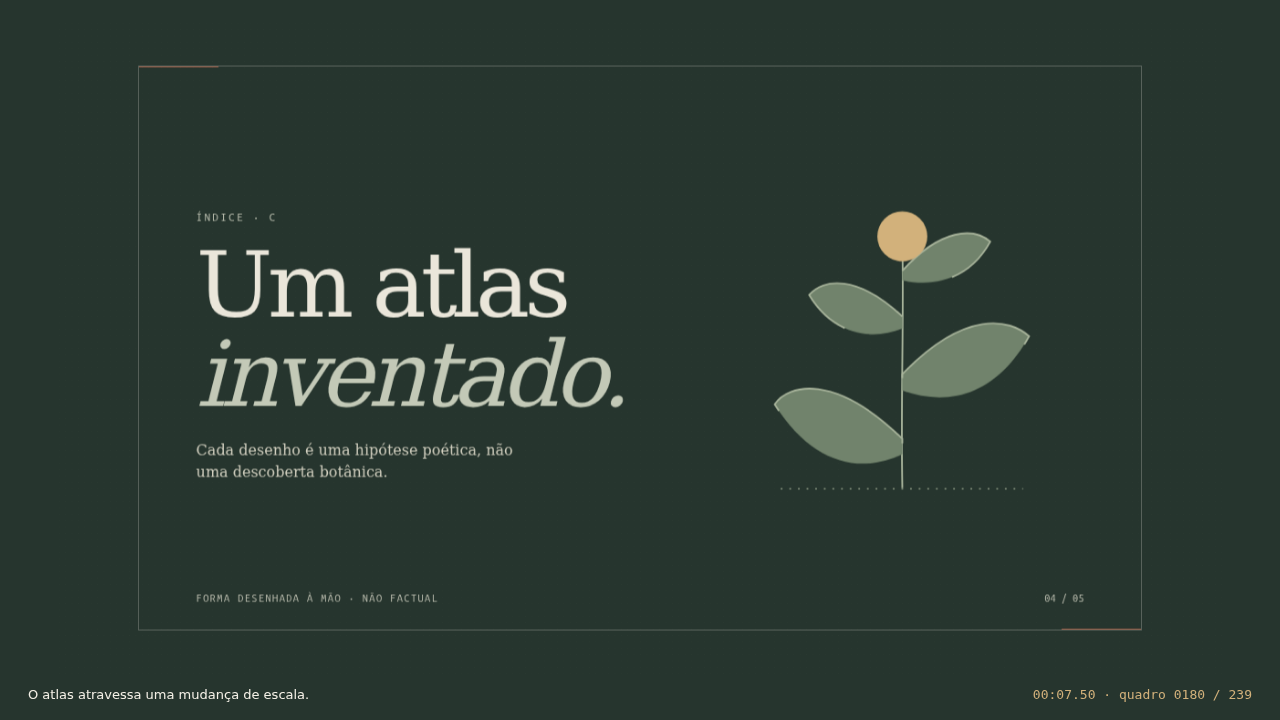 ÍNDICE · C
Um atlas
inventado.
Cada desenho é uma hipótese poética, não
uma descoberta botânica.
FORMA DESENHADA À MÃO · NÃO FACTUAL
04 / 05
O atlas atravessa uma mudança de escala.
00:07.50 · quadro 0180 / 239